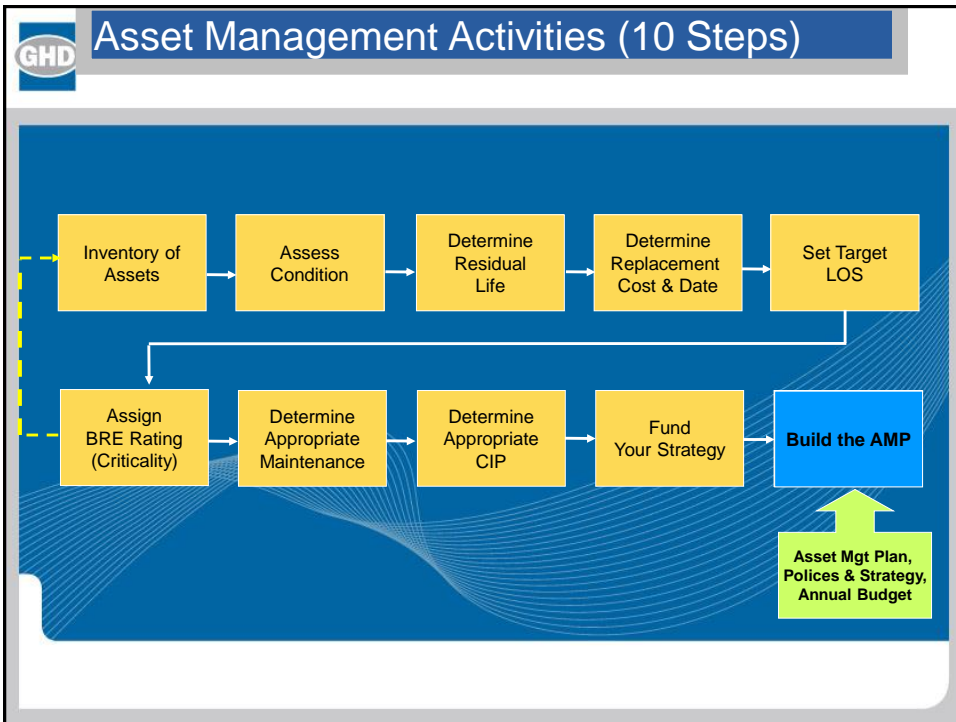 Asset Management Activities (10 Steps)
GHD
Inventory of
Assets
Assess
Condition
Determine
Residual
Life
Determine
Replacement
Cost & Date
Set Target
LOS
Assign
BRE Rating
(Criticality)
Determine
Appropriate
Maintenance
Determine
Appropriate
CIP
Fund
Your Strategy
Build the AMP
Asset Mgt Plan,
Polices & Strategy,
Annual Budget